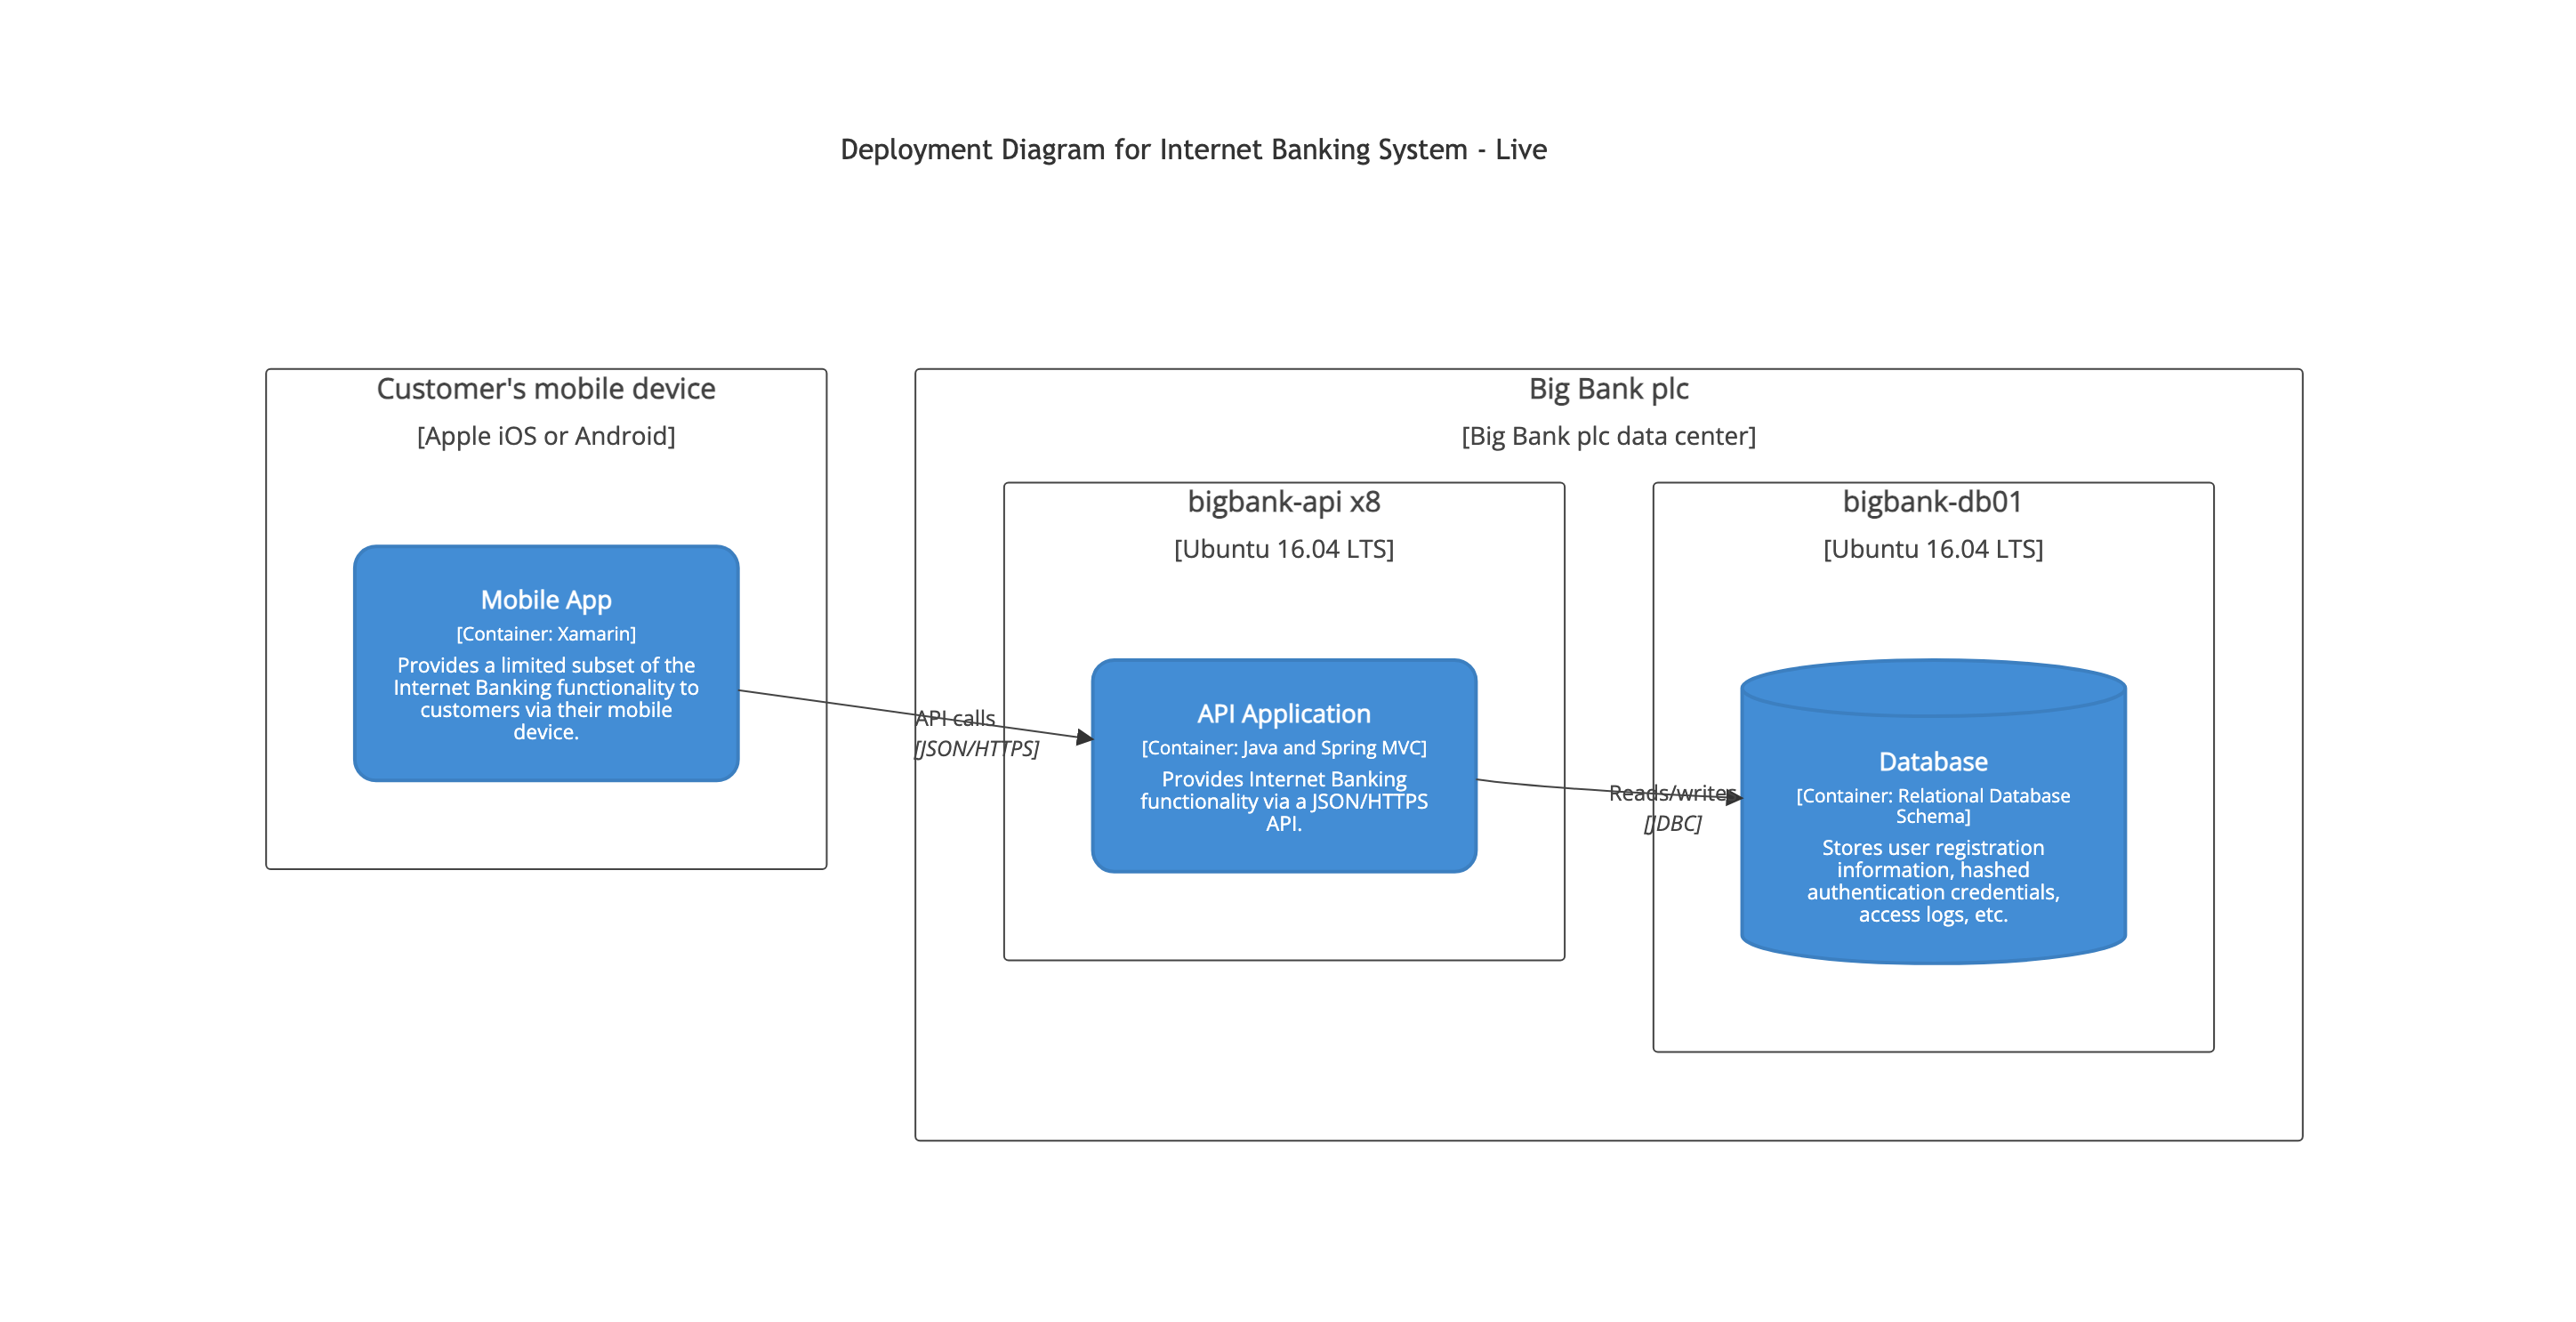 Deployment Diagram for Internet Banking System - Live
Customer's mobile device
[Apple iOS or Android]
Mobile App
[Container: Xamarin]
Provides a limited subset of the
Internet Banking functionality to
customers via their mobile
device.
API calls
[JSON/HTTPS]
Big Bank plc
[Big Bank plc data center]
bigbank-api x8
[Ubuntu 16.04 LTS]
API Application
[Container: Java and Spring MVC]
Provides Internet Banking
functionality via a JSON/HTTPS
API.
Reads/writes
[JDBC]
bigbank-db01
[Ubuntu 16.04 LTS]
Database
[Container: Relational Database
Schema]
Stores user registration
information, hashed
authentication credentials,
access logs, etc.